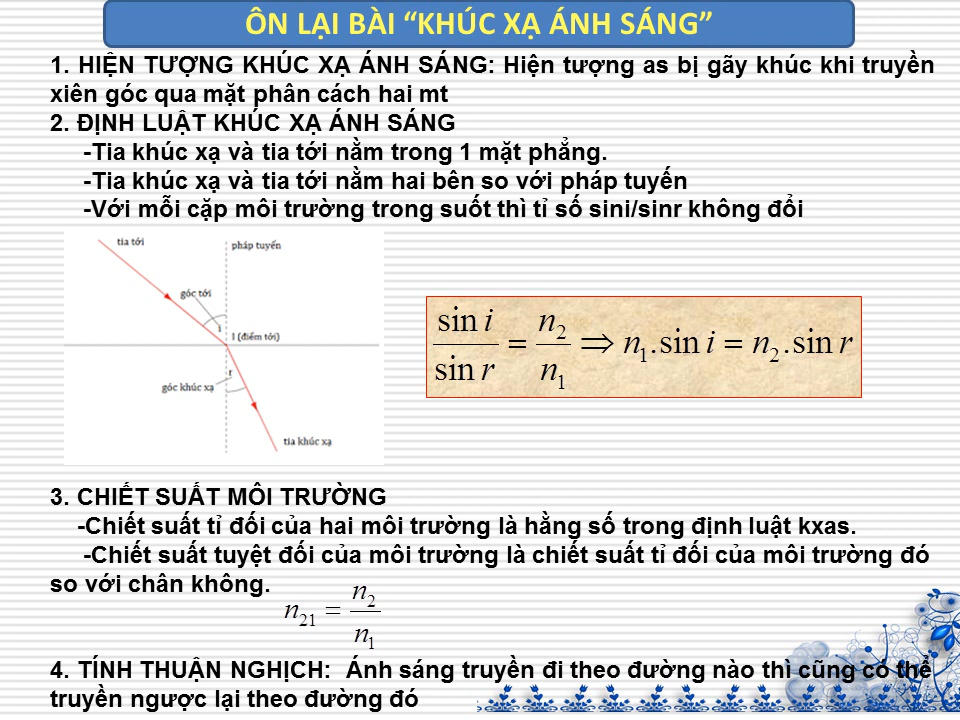 ÔN LẠI BÀI “KHÚC XẠ ÁNH SÁNG”
1. HIỆN TƯỢNG KHÚC XẠ ÁNH SÁNG: Hiện tượng as bị gãy khúc khi truyền
xiên góc qua mặt phân cách hai mt
2. ĐỊNH LUẬT KHÚC XẠ ÁNH SÁNG
-Tia khúc xạ và tia tới nằm trong 1 mặt phẳng.
-Tia khúc xạ và tia tới nằm hai bên so với pháp tuyến
-Với mỗi cặp môi trường trong suốt thì tỉ số sini/sinr không đổi
tia tới
pháp tuyến
góc tới
i
I (điểm tới)
r
góc khúc xạ
tia khúc xạ
sin i / sin r = n₂ / n₁ ⇒ n₁.sin i = n₂.sin r
3. CHIẾT SUẤT MÔI TRƯỜNG
-Chiết suất tỉ đối của hai môi trường là hằng số trong định luật kxas.
-Chiết suất tuyệt đối của môi trường là chiết suất tỉ đối của môi trường đó
so với chân không.
n₂₁ = n₂ / n₁
4. TÍNH THUẬN NGHỊCH: Ánh sáng truyền đi theo đường nào thì cũng có thể
truyền ngược lại theo đường đó